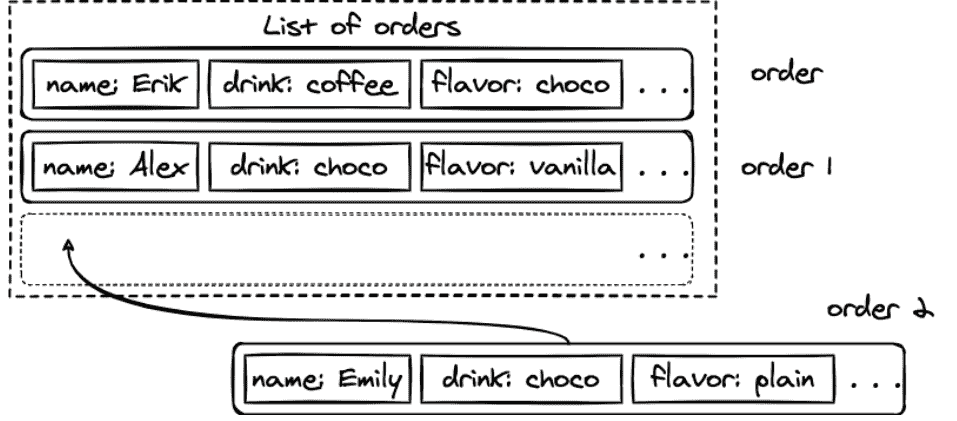 List of orders
name: Erik drink: coffee flavor: choco ... order
name: Alex drink: choco flavor: vanilla ... order 1
...
order 2
name: Emily drink: choco flavor: plain ...